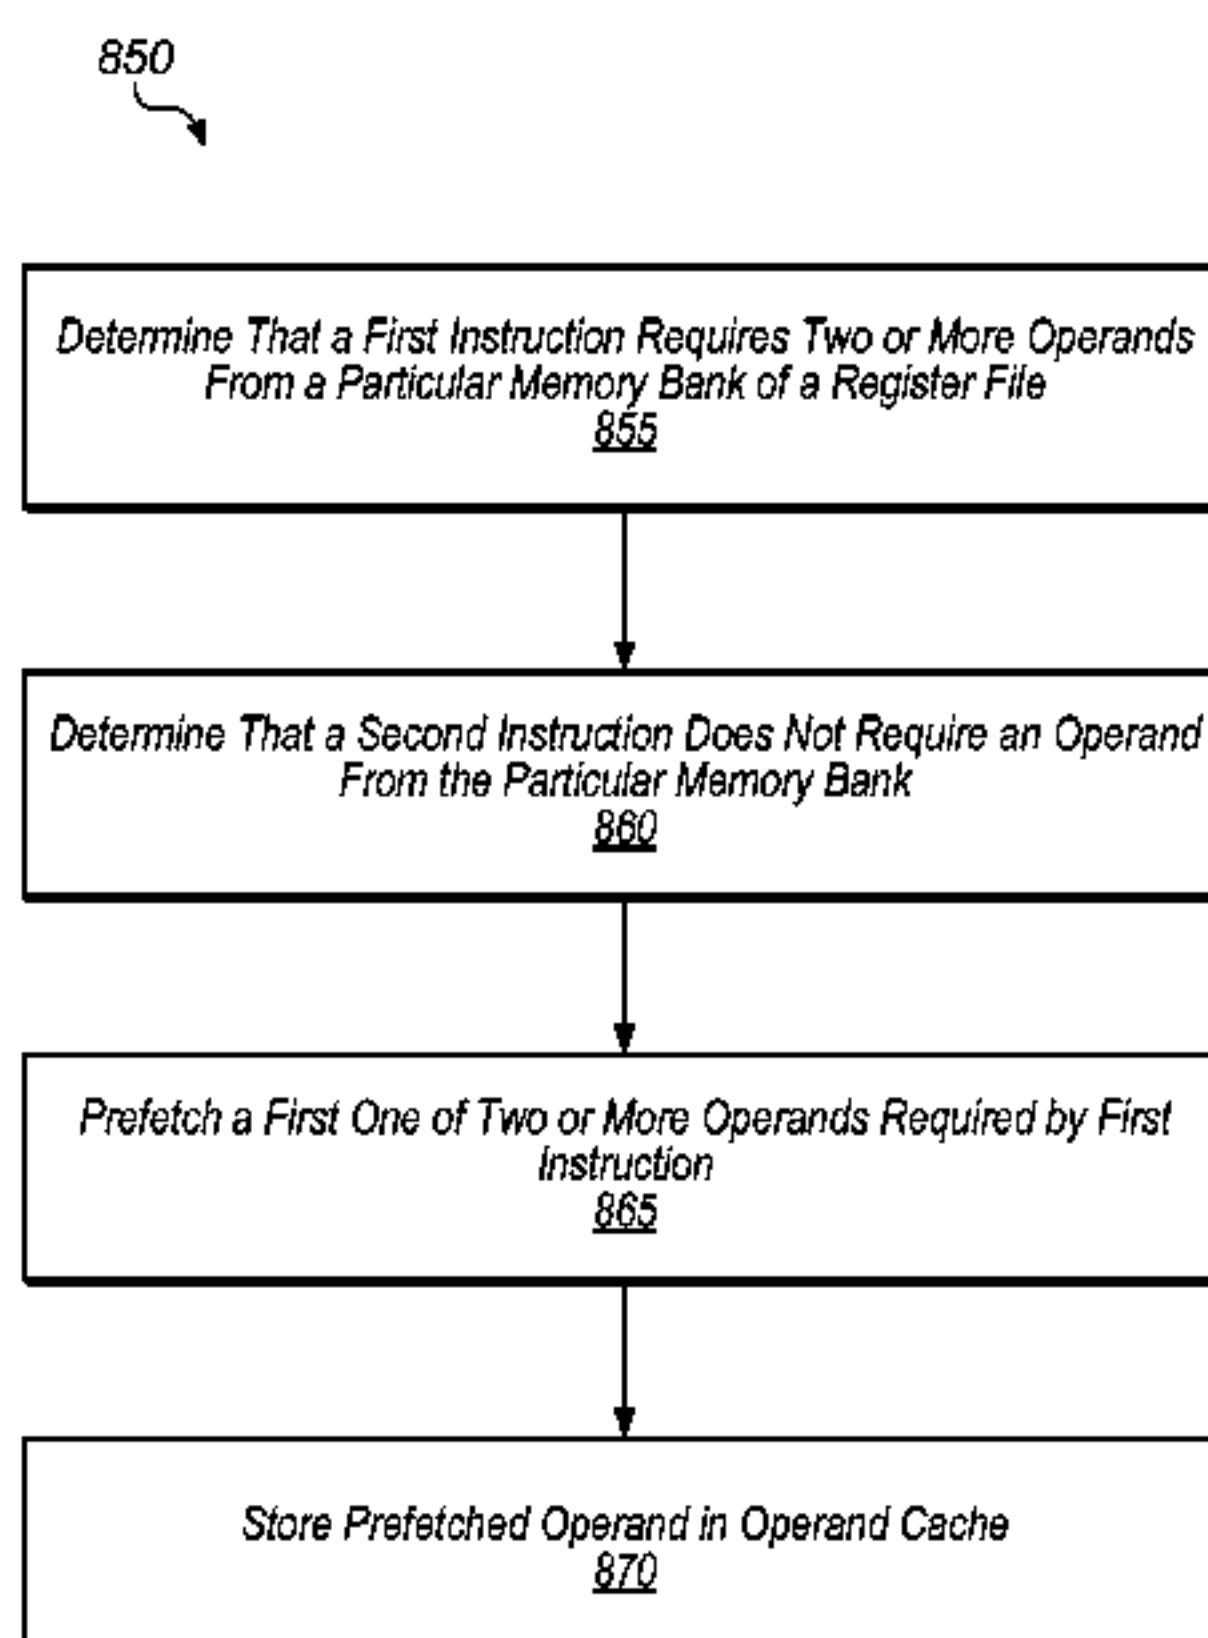 850
Determine That a First Instruction Requires Two or More Operands
From a Particular Memory Bank of a Register File
855
Determine That a Second Instruction Does Not Require an Operand
From the Particular Memory Bank
860
Prefetch a First One of Two or More Operands Required by First
Instruction
865
Store Prefetched Operand in Operand Cache
870